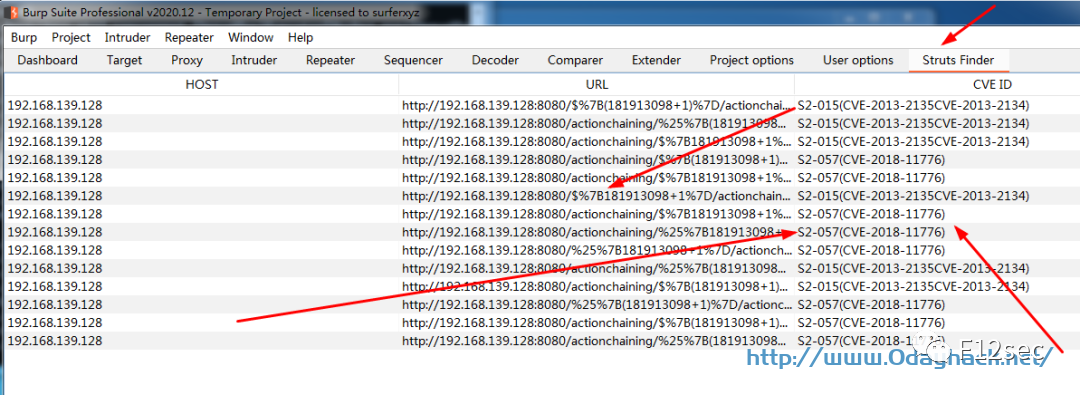 Burp Suite Professional v2020.12 - Temporary Project - licensed to surferxyz
Burp Project Intruder Repeater Window Help
Dashboard Target Proxy Intruder Repeater Sequencer Decoder Comparer Extender Project options User options Struts Finder
HOST URL CVE ID
192.168.139.128 http://192.168.139.128:8080/$%7B(181913098+1)%7D/actionchai... S2-015(CVE-2013-2135CVE-2013-2134)
192.168.139.128 http://192.168.139.128:8080/actionchaining/%25%7B(181913098... S2-015(CVE-2013-2135CVE-2013-2134)
192.168.139.128 http://192.168.139.128:8080/actionchaining/$%7B181913098+1%... S2-015(CVE-2013-2135CVE-2013-2134)
192.168.139.128 http://192.168.139.128:8080/actionchaining/$%7B(181913098+1)... S2-057(CVE-2018-11776)
192.168.139.128 http://192.168.139.128:8080/actionchaining/$%7B181913098+1%... S2-057(CVE-2018-11776)
192.168.139.128 http://192.168.139.128:8080/$%7B181913098+1%7D/actionchain... S2-015(CVE-2013-2135CVE-2013-2134)
192.168.139.128 http://192.168.139.128:8080/actionchaining/$%7B181913098+1%... S2-057(CVE-2018-11776)
192.168.139.128 http://192.168.139.128:8080/actionchaining/%25%7B181913098+... S2-057(CVE-2018-11776)
192.168.139.128 http://192.168.139.128:8080/%25%7B181913098+1%7D/actionch... S2-057(CVE-2018-11776)
192.168.139.128 http://192.168.139.128:8080/actionchaining/%25%7B(181913098... S2-015(CVE-2013-2135CVE-2013-2134)
192.168.139.128 http://192.168.139.128:8080/actionchaining/%25%7B(181913098... S2-015(CVE-2013-2135CVE-2013-2134)
192.168.139.128 http://192.168.139.128:8080/%25%7B(181913098+1)%7D/actionc... S2-057(CVE-2018-11776)
192.168.139.128 http://192.168.139.128:8080/actionchaining/$%7B(181913098+1)... S2-057(CVE-2018-11776)
192.168.139.128 http://192.168.139.128:8080/actionchaining/%25%7B(181913098... S2-057(CVE-2018-11776)
E12sec